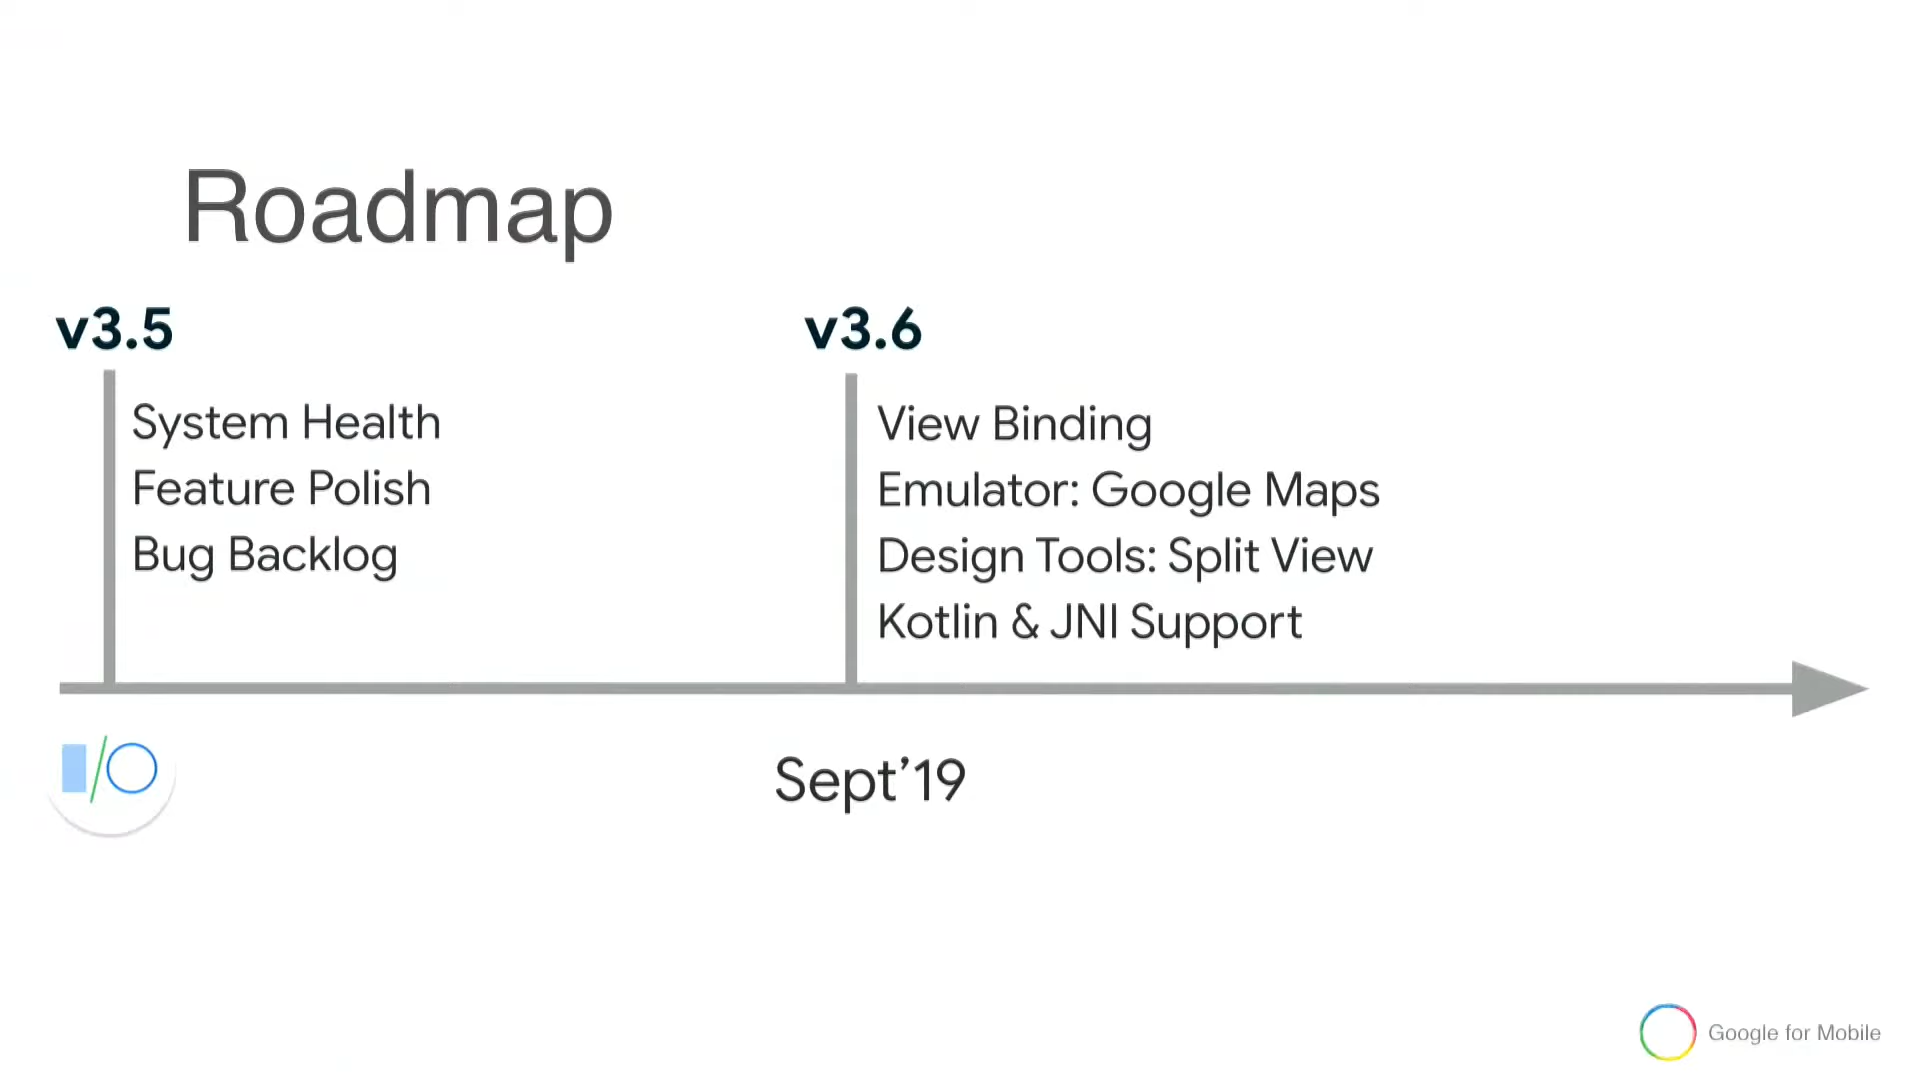 Roadmap
v3.5
System Health
Feature Polish
Bug Backlog
v3.6
View Binding
Emulator: Google Maps
Design Tools: Split View
Kotlin & JNI Support
I/O
Sept’19
Google for Mobile